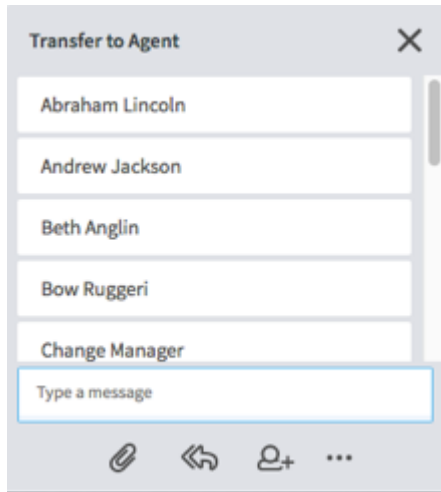 Transfer to Agent
Abraham Lincoln
Andrew Jackson
Beth Anglin
Bow Ruggeri
Change Manager
Type a message